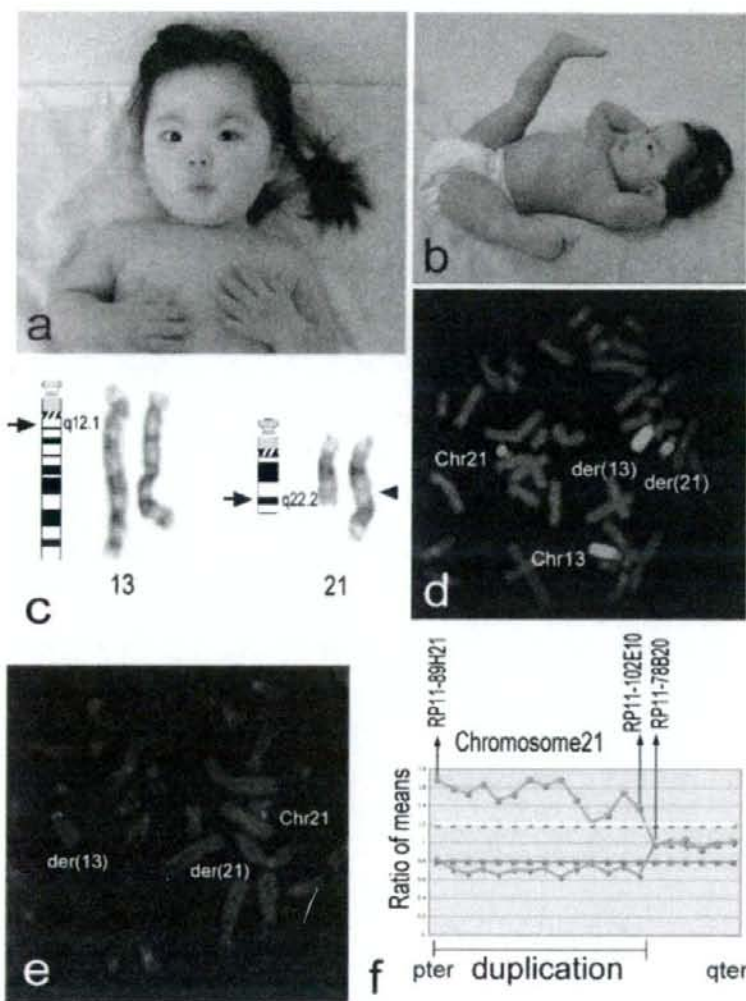 a
b
q12.1
q22.2
13
21
c
Chr21
der(13)
der(21)
Chr13
d
Chr21
der(13)
der(21)
e
RP11-89H21
RP11-102E10
RP11-78B20
Chromosome21
Ratio of means
pter
duplication
qter
f